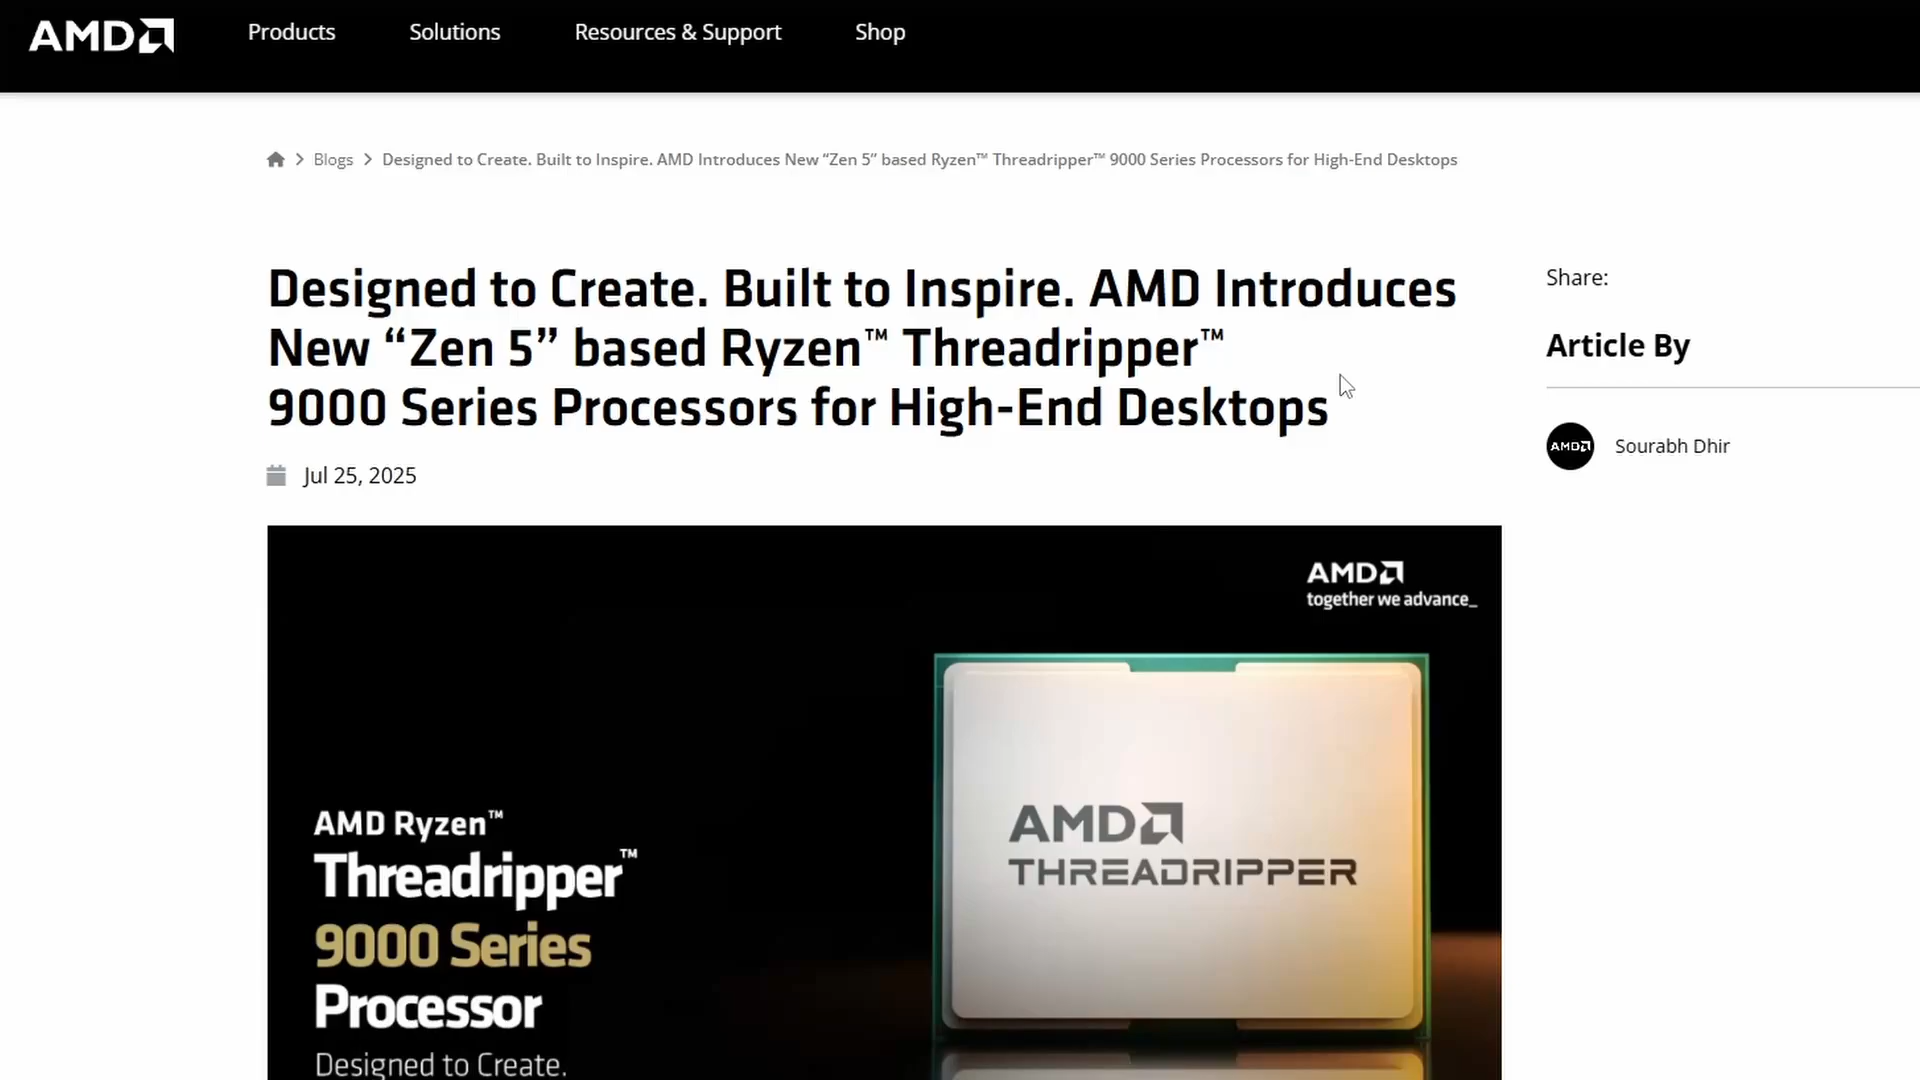 AMD
Products
Solutions
Resources & Support
Shop
Blogs
Designed to Create. Built to Inspire. AMD Introduces New “Zen 5” based Ryzen™ Threadripper™ 9000 Series Processors for High-End Desktops
Designed to Create. Built to Inspire. AMD Introduces
New “Zen 5” based Ryzen™ Threadripper™
9000 Series Processors for High-End Desktops
Jul 25, 2025
Share:
Article By
AMD
Sourabh Dhir
AMD
together we advance_
AMD Ryzen™
Threadripper™
9000 Series
Processor
Designed to Create.
AMD
THREADRIPPER